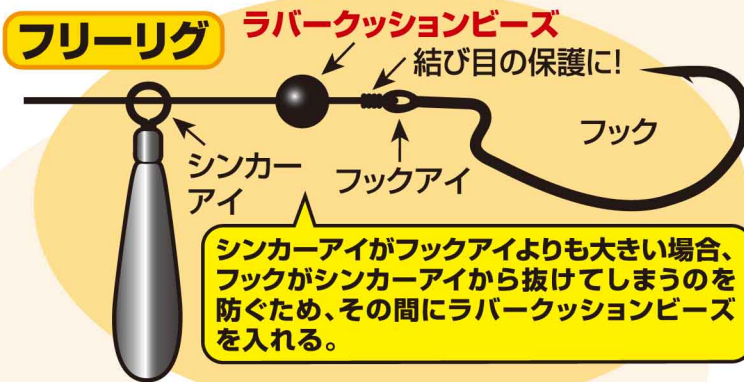 フリーリグ
ラバークッションビーズ
結び目の保護に!
シンカー
アイ
フックアイ
フック
シンカーアイがフックアイよりも大きい場合、
フックがシンカーアイから抜けてしまうのを
防ぐため、その間にラバークッションビーズ
を入れる。